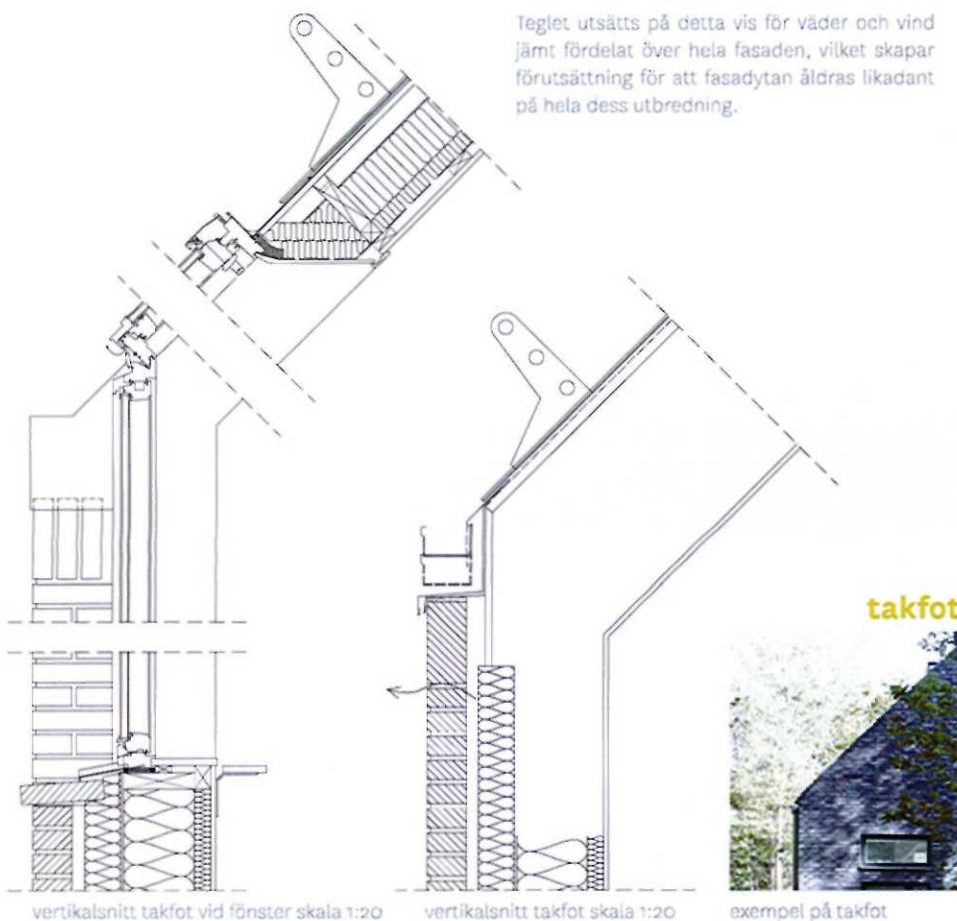 Teglet utsätts på detta vis för väder och vind
jämt fördelat över hela fasaden, vilket skapar
förutsättning för att fasadytan åldras likadant
på hela dess utbredning.
takfot
vertikalsnitt takfot vid fönster skala 1:20
vertikalsnitt takfot skala 1:20
exempel på takfot